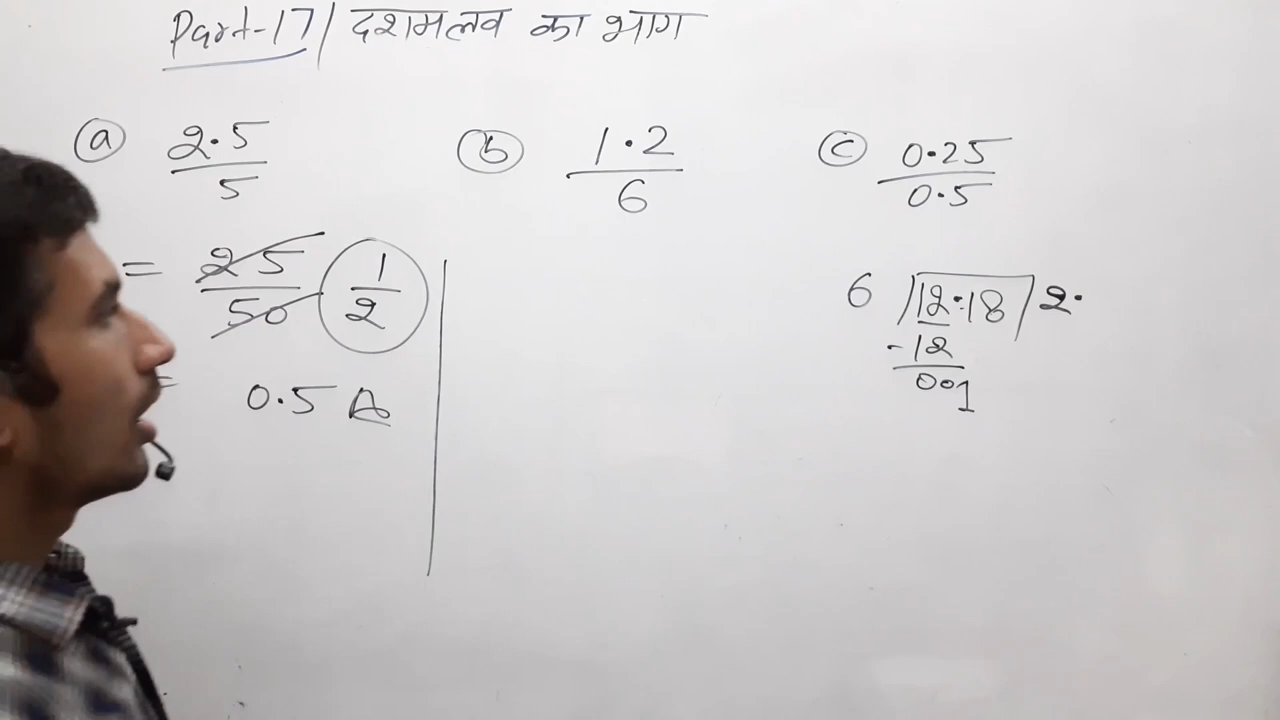 Part-17 | दशमलव का भाग
(a) 2.5/5 (b) 1.2/6 (c) 0.25/0.5
= 25/50 1/2
= 0.5 A
6 ) 12.18 ( 2.
-12
001